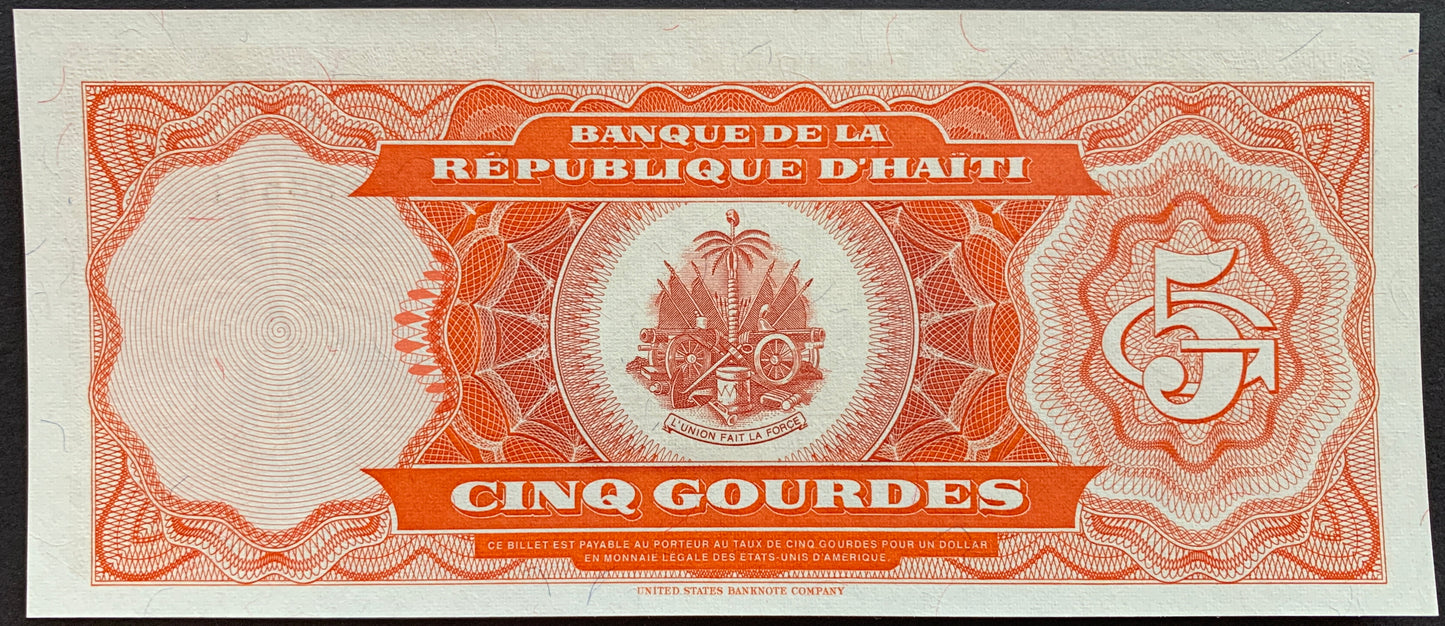 BANQUE DE LA
RÉPUBLIQUE D'HAÏTI
5G
L'UNION FAIT LA FORCE
CINQ GOURDES
CE BILLET EST PAYABLE AU PORTEUR AU TAUX DE CINQ GOURDES POUR UN DOLLAR
EN MONNAIE LÉGALE DES ETATS-UNIS D'AMERIQUE.
UNITED STATES BANKNOTE COMPANY